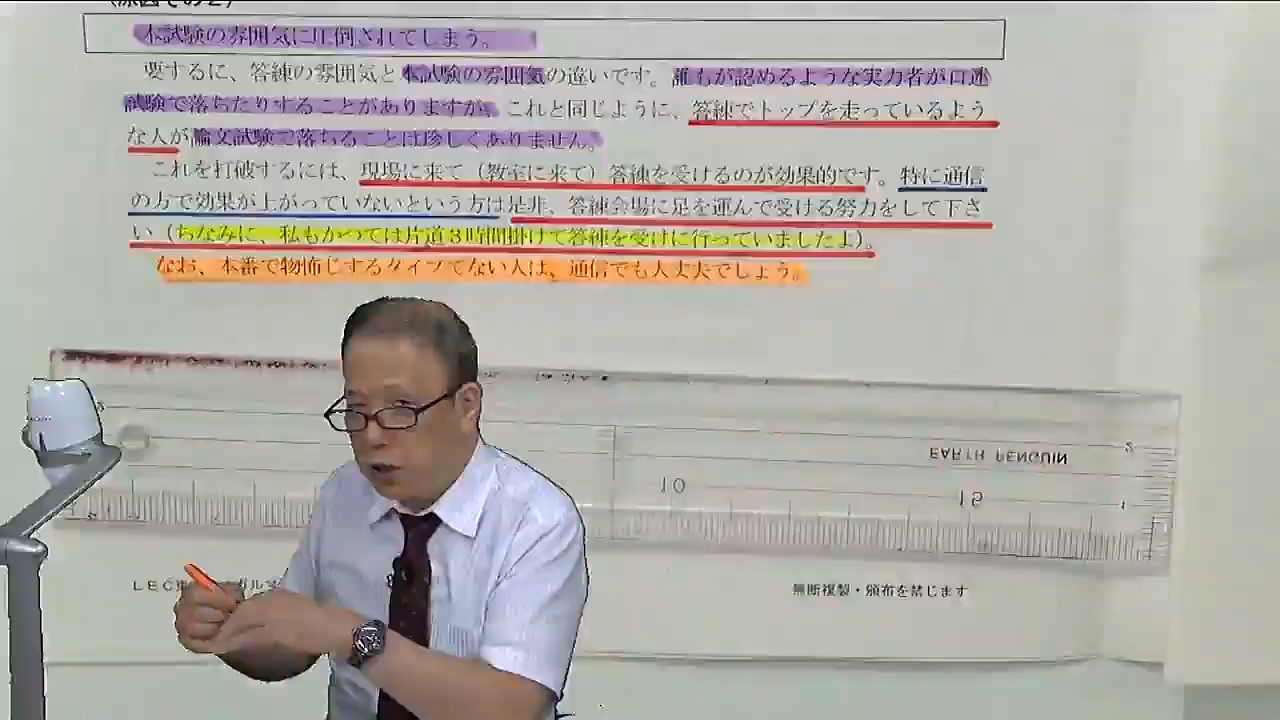 (原因その２)
本試験の雰囲気に圧倒されてしまう。
要するに、答練の雰囲気と本試験の雰囲気の違いです。誰もが認めるような実力者が口述
試験で落ちたりすることがありますが、これと同じように、答練でトップを走っているよう
な人が論文試験で落ちることは珍しくありません。
これを打破するには、現場に来て（教室に来て）答練を受けるのが効果的です。特に通信
の方で効果が上がっていないという方は是非、答練会場に足を運んで受ける努力をして下さ
い（ちなみに、私もかつては片道３時間掛けて答練を受けに行っていましたよ）。
なお、本番で物怖じするタイプでない人は、通信でも大丈夫でしょう。
EARTH PENGUIN
10 15
ＬＥＣ東
無断複製・頒布を禁じます